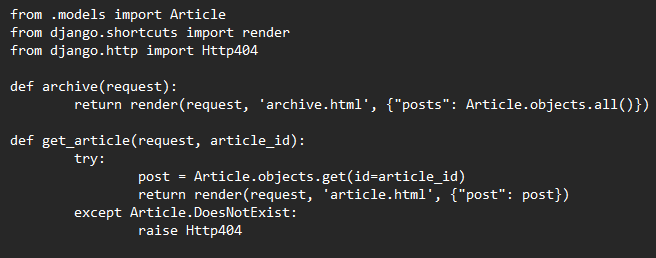 from .models import Article
from django.shortcuts import render
from django.http import Http404

def archive(request):
        return render(request, 'archive.html', {"posts": Article.objects.all()})

def get_article(request, article_id):
        try:
                post = Article.objects.get(id=article_id)
                return render(request, 'article.html', {"post": post})
        except Article.DoesNotExist:
                raise Http404